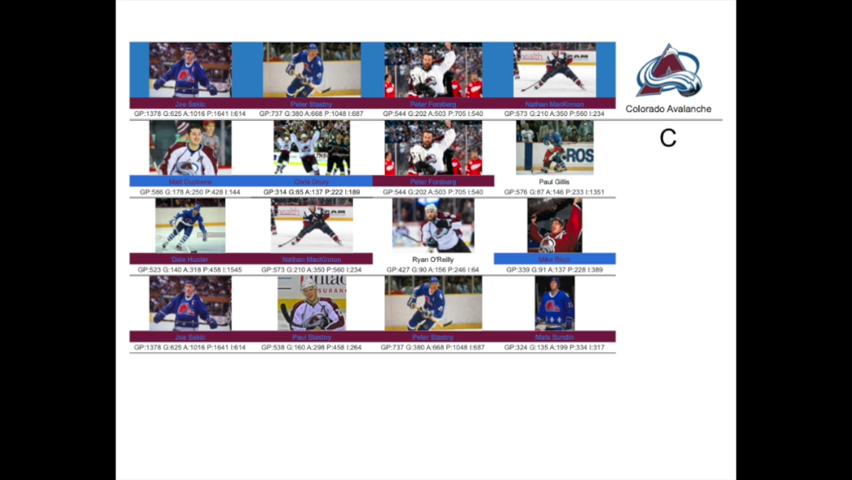 Joe Sakic Peter Stastny Peter Forsberg Nathan MacKinnon
GP:1378 G:625 A:1016 P:1641 I:614 GP:737 G:380 A:668 P:1048 I:687 GP:544 G:202 A:503 P:705 I:540 GP:573 G:210 A:350 P:560 I:234
Colorado Avalanche
C
Matt Duchene Chris Drury Peter Forsberg Paul Gillis
GP:586 G:178 A:250 P:428 I:144 GP:314 G:85 A:137 P:222 I:189 GP:544 G:202 A:503 P:705 I:540 GP:576 G:87 A:146 P:233 I:1351
Dale Hunter Nathan MacKinnon Ryan O'Reilly Mike Ricci
GP:523 G:140 A:318 P:458 I:1545 GP:573 G:210 A:350 P:560 I:234 GP:427 G:90 A:156 P:246 I:64 GP:339 G:91 A:137 P:228 I:389
Joe Sakic Paul Stastny Peter Stastny Mats Sundin
GP:1378 G:625 A:1016 P:1641 I:614 GP:538 G:160 A:298 P:458 I:264 GP:737 G:380 A:668 P:1048 I:687 GP:324 G:135 A:199 P:334 I:317